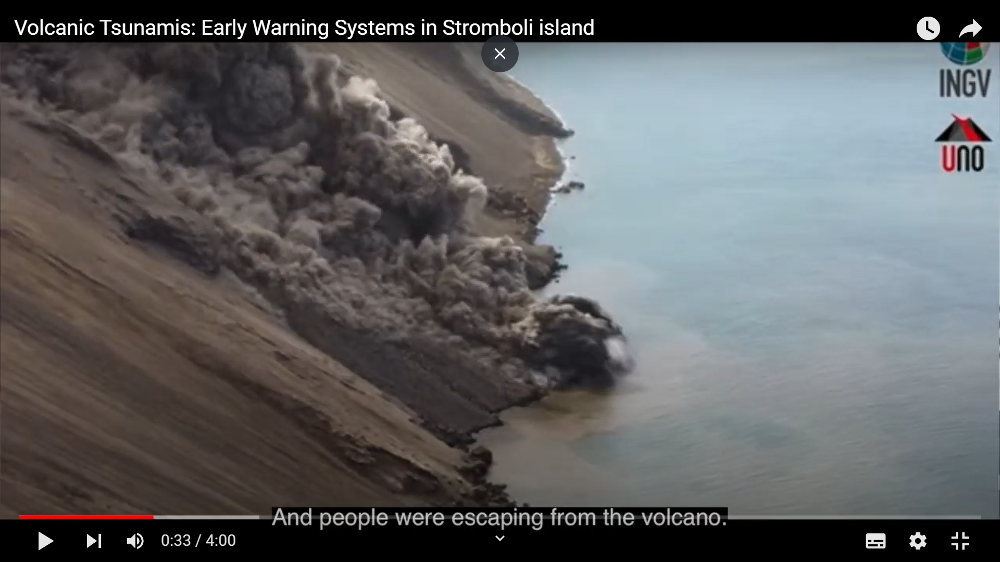 Volcanic Tsunamis: Early Warning Systems in Stromboli island
INGV
UNO
And people were escaping from the volcano.
0:33 / 4:00